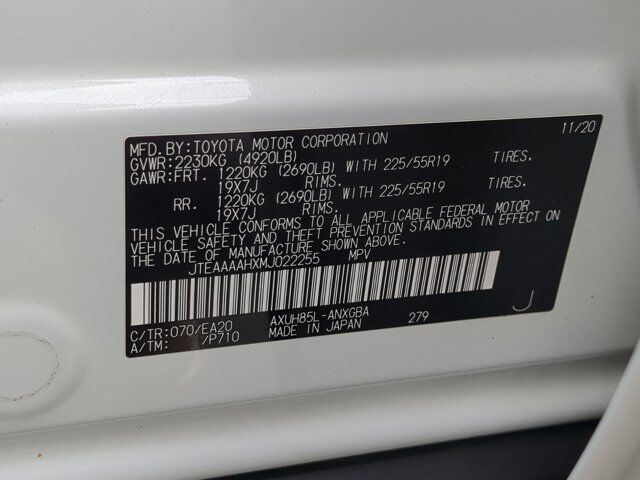 11/20
MFD. BY:TOYOTA MOTOR CORPORATION
GVWR:2230KG (4920LB)
GAWR:FRT. 1220KG (2690LB) WITH 225/55R19 TIRES.
19X7J RIMS.
RR. 1220KG (2690LB) WITH 225/55R19 TIRES.
19X7J RIMS.
THIS VEHICLE CONFORMS TO ALL APPLICABLE FEDERAL MOTOR
VEHICLE SAFETY AND THEFT PREVENTION STANDARDS IN EFFECT ON
THE DATE OF MANUFACTURE SHOWN ABOVE.
JTEAAAAHXMJ022255 MPV
C/TR:070/EA20 AXUH85L-ANXGBA 279 J
A/TM: /P710 MADE IN JAPAN